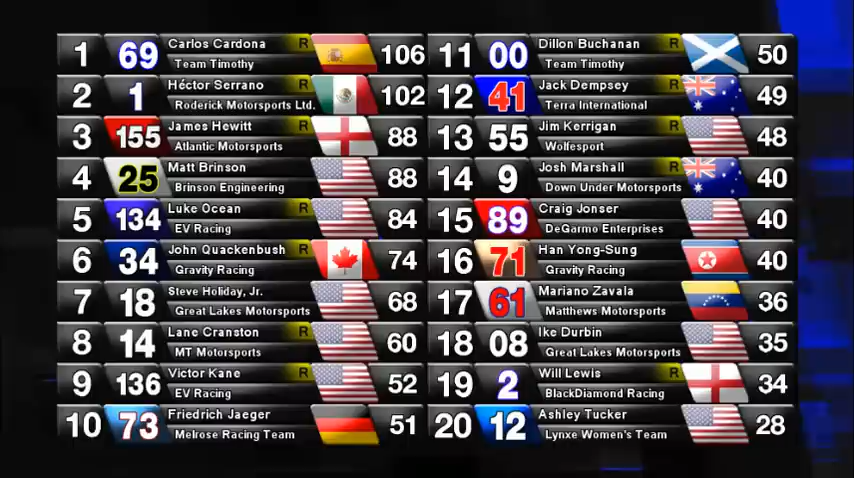 1 69 Carlos Cardona R 106
Team Timothy
2 1 Héctor Serrano R 102
Roderick Motorsports Ltd.
3 155 James Hewitt R 88
Atlantic Motorsports
4 25 Matt Brinson 88
Brinson Engineering
5 134 Luke Ocean R 84
EV Racing
6 34 John Quackenbush R 74
Gravity Racing
7 18 Steve Holiday, Jr. 68
Great Lakes Motorsports
8 14 Lane Cranston R 60
MT Motorsports
9 136 Victor Kane R 52
EV Racing
10 73 Friedrich Jaeger 51
Melrose Racing Team
11 00 Dillon Buchanan R 50
Team Timothy
12 41 Jack Dempsey R 49
Terra International
13 55 Jim Kerrigan R 48
Wolfesport
14 9 Josh Marshall R 40
Down Under Motorsports
15 89 Craig Jonser 40
DeGarmo Enterprises
16 71 Han Yong-Sung 40
Gravity Racing
17 61 Mariano Zavala 36
Matthews Motorsports
18 08 Ike Durbin 35
Great Lakes Motorsports
19 2 Will Lewis R 34
BlackDiamond Racing
20 12 Ashley Tucker 28
Lynxe Women's Team